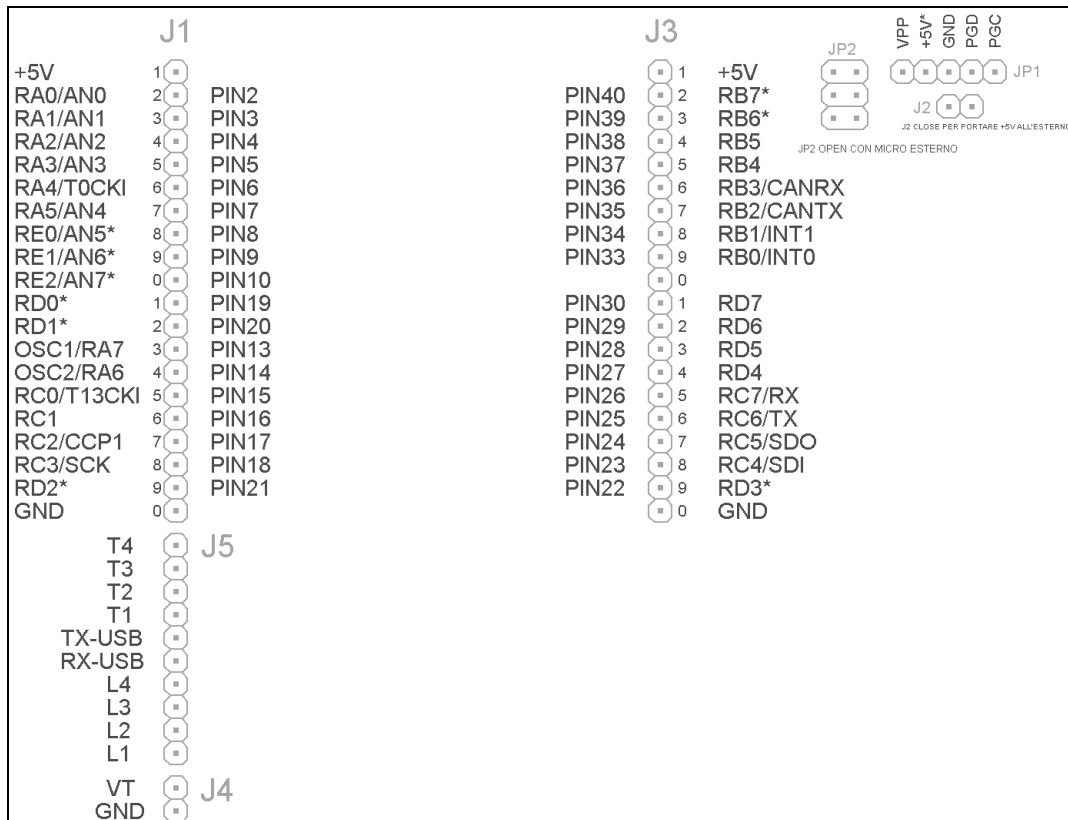 J1
+5V 1
RA0/AN0 2 PIN2
RA1/AN1 3 PIN3
RA2/AN2 4 PIN4
RA3/AN3 5 PIN5
RA4/T0CKI 6 PIN6
RA5/AN4 7 PIN7
RE0/AN5* 8 PIN8
RE1/AN6* 9 PIN9
RE2/AN7* 0 PIN10
RD0* 1 PIN19
RD1* 2 PIN20
OSC1/RA7 3 PIN13
OSC2/RA6 4 PIN14
RC0/T13CKI 5 PIN15
RC1 6 PIN16
RC2/CCP1 7 PIN17
RC3/SCK 8 PIN18
RD2* 9 PIN21
GND 0
J5
T4
T3
T2
T1
TX-USB
RX-USB
L4
L3
L2
L1
J4
VT
GND
J3
1 +5V
PIN40 2 RB7*
PIN39 3 RB6*
PIN38 4 RB5
PIN37 5 RB4
PIN36 6 RB3/CANRX
PIN35 7 RB2/CANTX
PIN34 8 RB1/INT1
PIN33 9 RB0/INT0
0
PIN30 1 RD7
PIN29 2 RD6
PIN28 3 RD5
PIN27 4 RD4
PIN26 5 RC7/RX
PIN25 6 RC6/TX
PIN24 7 RC5/SDO
PIN23 8 RC4/SDI
PIN22 9 RD3*
0 GND
JP2
JP2 OPEN CON MICRO ESTERNO
VPP
+5V*
GND
PGD
PGC
JP1
J2
J2 CLOSE PER PORTARE +5V ALL'ESTERNO